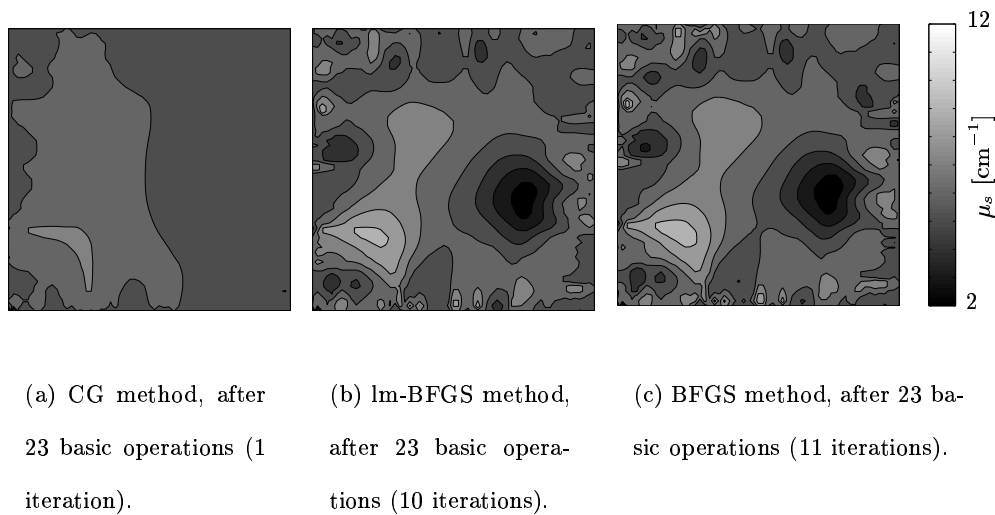 12
μs [cm−1]
2
(a) CG method, after
23 basic operations (1
iteration).
(b) lm-BFGS method,
after 23 basic opera-
tions (10 iterations).
(c) BFGS method, after 23 ba-
sic operations (11 iterations).